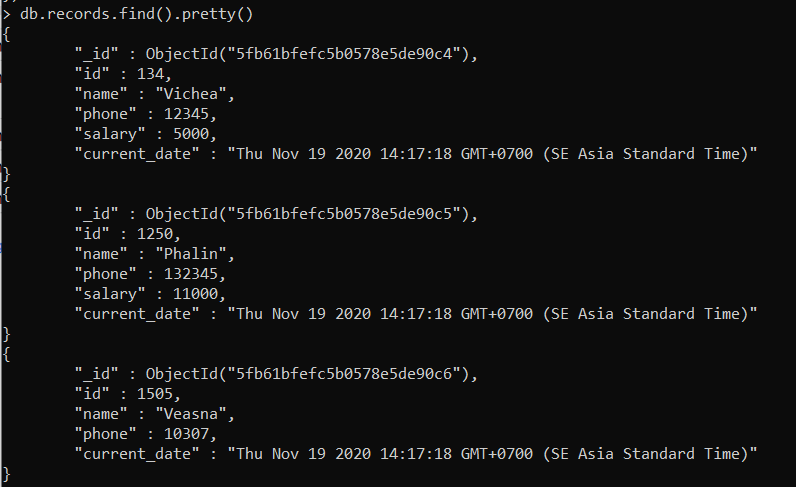 > db.records.find().pretty()
{
"_id" : ObjectId("5fb61bfefc5b0578e5de90c4"),
"id" : 134,
"name" : "Vichea",
"phone" : 12345,
"salary" : 5000,
"current_date" : "Thu Nov 19 2020 14:17:18 GMT+0700 (SE Asia Standard Time)"
}
{
"_id" : ObjectId("5fb61bfefc5b0578e5de90c5"),
"id" : 1250,
"name" : "Phalin",
"phone" : 132345,
"salary" : 11000,
"current_date" : "Thu Nov 19 2020 14:17:18 GMT+0700 (SE Asia Standard Time)"
}
{
"_id" : ObjectId("5fb61bfefc5b0578e5de90c6"),
"id" : 1505,
"name" : "Veasna",
"phone" : 10307,
"current_date" : "Thu Nov 19 2020 14:17:18 GMT+0700 (SE Asia Standard Time)"
}